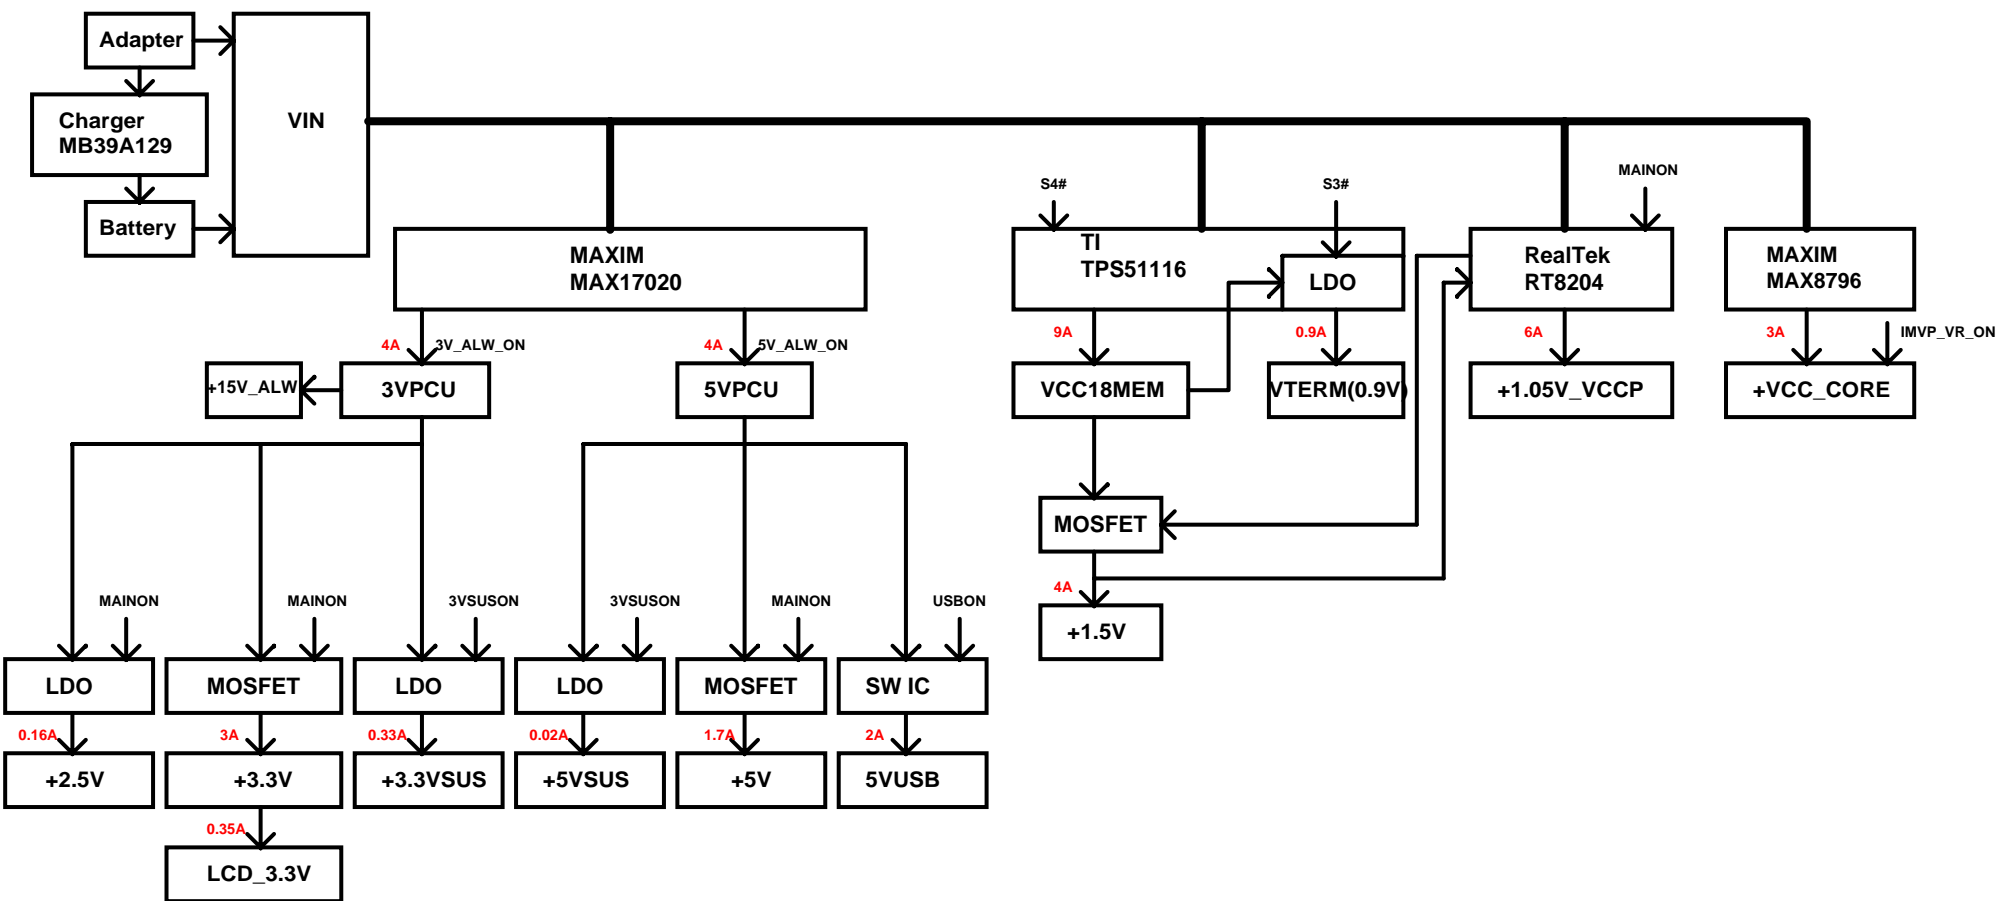 Adapter
Charger
MB39A129
Battery
VIN
S4#
S3#
MAINON
MAXIM
MAX17020
TI
TPS51116
LDO
RealTek
RT8204
MAXIM
MAX8796
4A
3V_ALW_ON
4A
5V_ALW_ON
9A
0.9A
6A
3A
IMVP_VR_ON
+15V_ALW
3VPCU
5VPCU
VCC18MEM
VTERM(0.9V)
+1.05V_VCCP
+VCC_CORE
MOSFET
4A
+1.5V
MAINON
MAINON
3VSUSON
3VSUSON
MAINON
USBON
LDO
MOSFET
LDO
LDO
MOSFET
SW IC
0.16A
3A
0.33A
0.02A
1.7A
2A
+2.5V
+3.3V
+3.3VSUS
+5VSUS
+5V
5VUSB
0.35A
LCD_3.3V